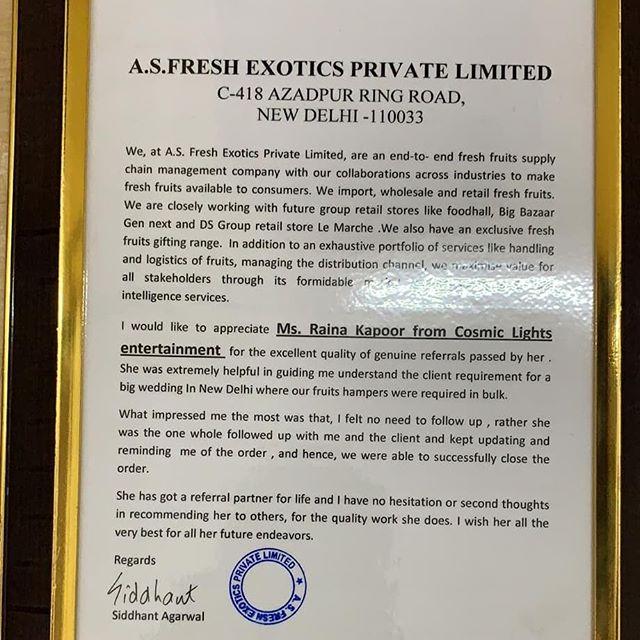 A.S.FRESH EXOTICS PRIVATE LIMITED
C-418 AZADPUR RING ROAD,
NEW DELHI -110033
We, at A.S. Fresh Exotics Private Limited, are an end-to- end fresh fruits supply
chain management company with our collaborations across industries to make
fresh fruits available to consumers. We import, wholesale and retail fresh fruits.
We are closely working with future group retail stores like foodhall, Big Bazaar
Gen next and DS Group retail store Le Marche .We also have an exclusive fresh
fruits gifting range. In addition to an exhaustive portfolio of services like handling
and logistics of fruits, managing the distribution channel, we maximise value for
all stakeholders through its formidable
intelligence services.
I would like to appreciate Ms. Raina Kapoor from Cosmic Lights
entertainment for the excellent quality of genuine referrals passed by her .
She was extremely helpful in guiding me understand the client requirement for a
big wedding In New Delhi where our fruits hampers were required in bulk.
What impressed me the most was that, I felt no need to follow up , rather she
was the one whole followed up with me and the client and kept updating and
reminding me of the order , and hence, we were able to successfully close the
order.
She has got a referral partner for life and I have no hesitation or second thoughts
in recommending her to others, for the quality work she does. I wish her all the
very best for all her future endeavors.
Regards
Siddhant
Siddhant Agarwal
A. S. FRESH EXOTICS PRIVATE LIMITED ★